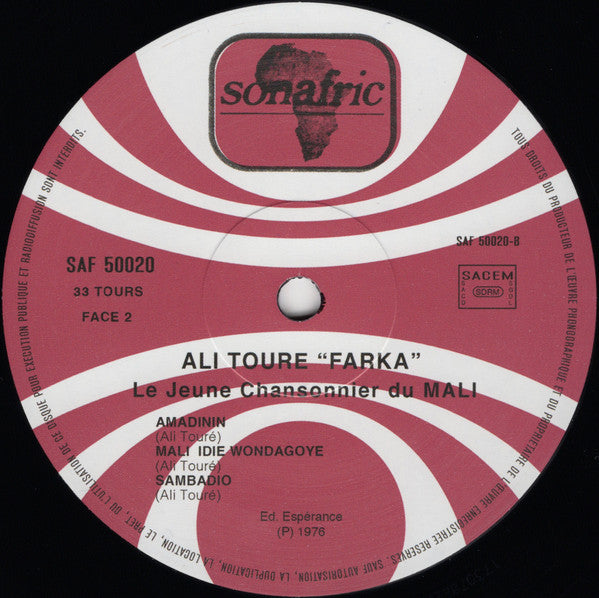 sonafric
SAF 50020
33 TOURS
FACE 2
SAF 50020-B
SACEM
SACD
SDRM
SGDL
ALI TOURE “FARKA”
Le Jeune Chansonnier du MALI
AMADININ
(Ali Touré)
MALI IDIE WONDAGOYE
(Ali Touré)
SAMBADIO
(Ali Touré)
Ed. Espérance
(P) 1976
TOUS DROITS DU PRODUCTEUR DE L'ŒUVRE PHONOGRAPHIQUE ET DU PROPRIETAIRE DE L'ŒUVRE ENREGISTREE RESERVES. SAUF AUTORISATION, LA DUPLICATION, LA LOCATION, LE PRET, OU L'UTILISATION DE CE DISQUE POUR EXECUTION PUBLIQUE ET RADIODIFFUSION SONT INTERDITS.